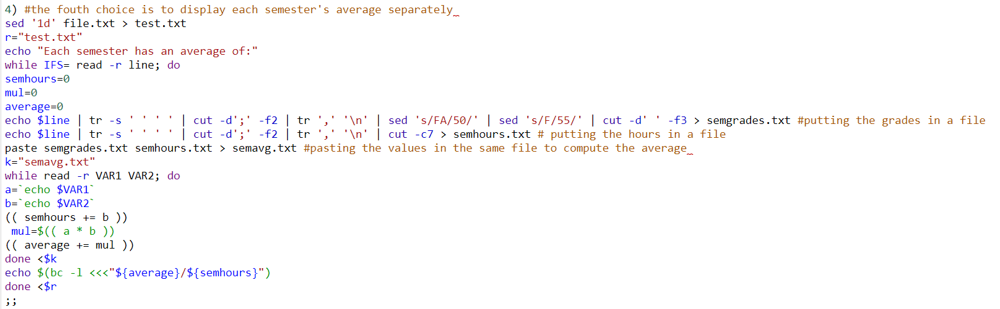 4) #the fouth choice is to display each semester's average separately
sed '1d' file.txt > test.txt
r="test.txt"
echo "Each semester has an average of:"
while IFS= read -r line; do
semhours=0
mul=0
average=0
echo $line | tr -s ' ' ' ' | cut -d';' -f2 | tr ',' '\n' | sed 's/FA/50/' | sed 's/F/55/' | cut -d' ' -f3 > semgrades.txt #putting the grades in a file
echo $line | tr -s ' ' ' ' | cut -d';' -f2 | tr ',' '\n' | cut -c7 > semhours.txt # putting the hours in a file
paste semgrades.txt semhours.txt > semavg.txt #pasting the values in the same file to compute the average
k="semavg.txt"
while read -r VAR1 VAR2; do
a=`echo $VAR1`
b=`echo $VAR2`
(( semhours += b ))
 mul=$(( a * b ))
(( average += mul ))
done <$k
echo $(bc -l <<<"${average}/${semhours}")
done <$r
;;